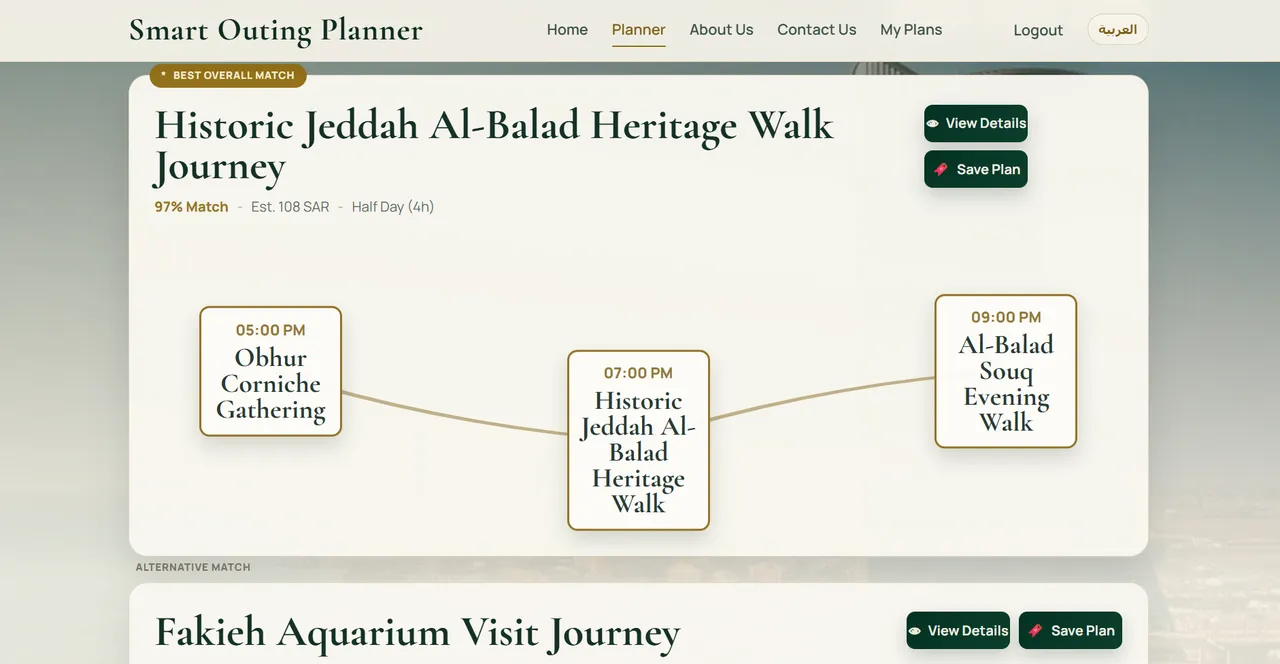 Smart Outing Planner
Home
Planner
About Us
Contact Us
My Plans
Logout
العربية
* BEST OVERALL MATCH
Historic Jeddah Al-Balad Heritage Walk
Journey
View Details
Save Plan
97% Match - Est. 108 SAR - Half Day (4h)
05:00 PM
Obhur
Corniche
Gathering
07:00 PM
Historic
Jeddah Al-
Balad
Heritage
Walk
09:00 PM
Al-Balad
Souq
Evening
Walk
ALTERNATIVE MATCH
Fakieh Aquarium Visit Journey
View Details
Save Plan